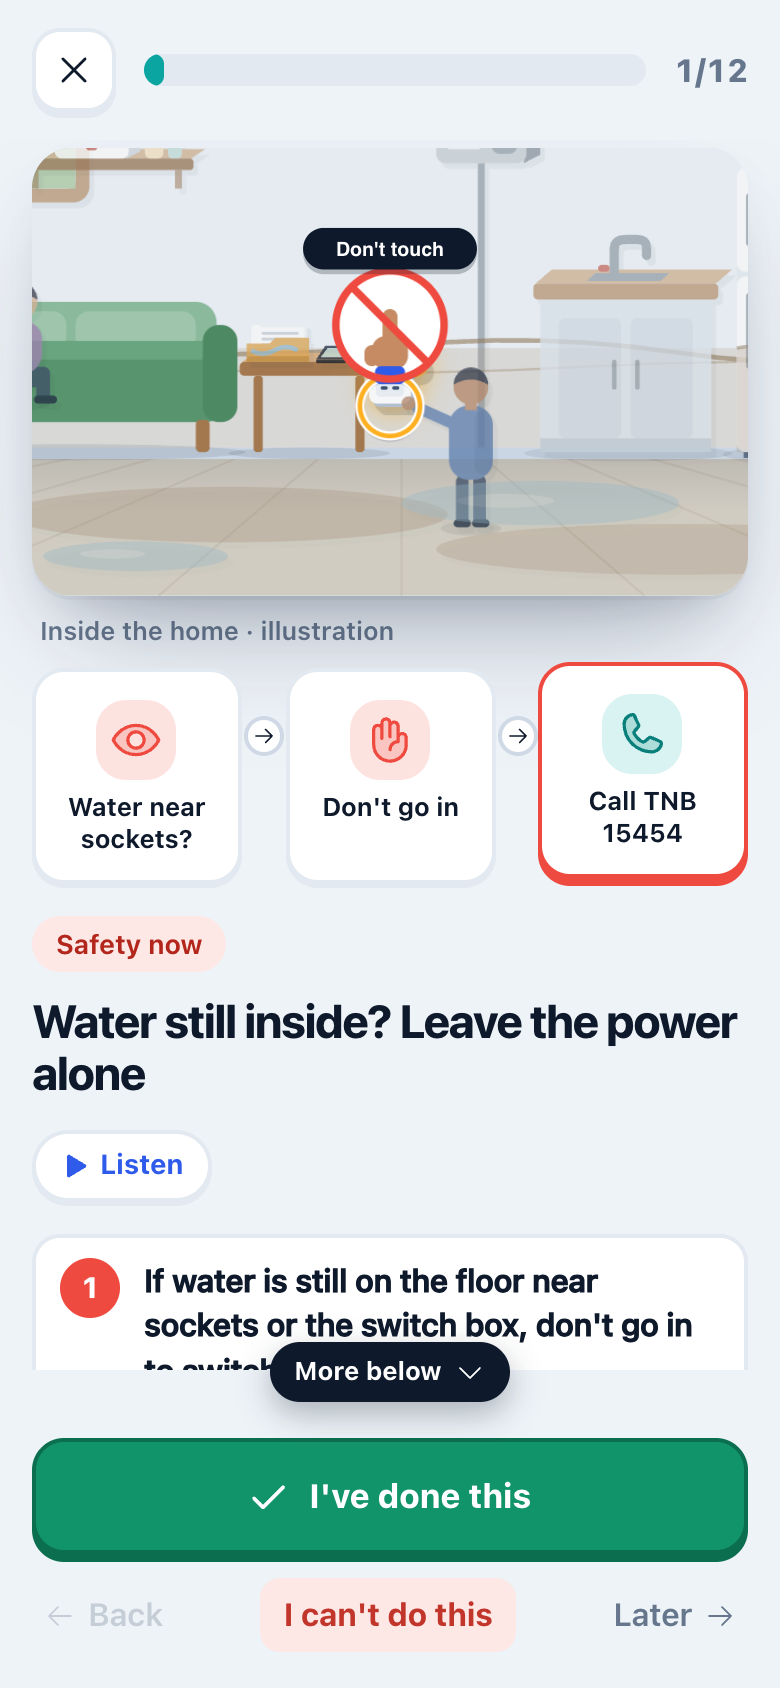 1/12
Don't touch
Inside the home · illustration
Water near
sockets?
Don't go in
Call TNB
15454
Safety now
Water still inside? Leave the power
alone
Listen
1
If water is still on the floor near
sockets or the switch box, don't go in
to switch
More below
I've done this
Back
I can't do this
Later